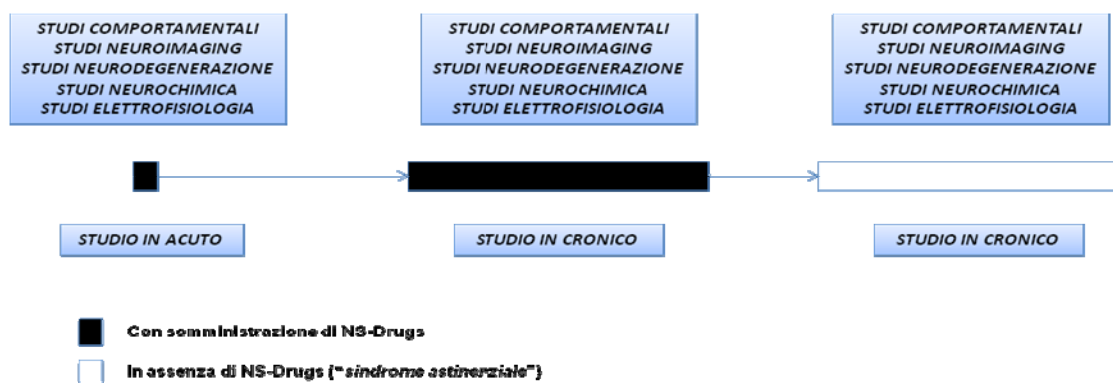 STUDI COMPORTAMENTALI
STUDI NEUROIMAGING
STUDI NEURODEGENERAZIONE
STUDI NEUROCHIMICA
STUDI ELETTROFISIOLOGIA
STUDI COMPORTAMENTALI
STUDI NEUROIMAGING
STUDI NEURODEGENERAZIONE
STUDI NEUROCHIMICA
STUDI ELETTROFISIOLOGIA
STUDI COMPORTAMENTALI
STUDI NEUROIMAGING
STUDI NEURODEGENERAZIONE
STUDI NEUROCHIMICA
STUDI ELETTROFISIOLOGIA
STUDIO IN ACUTO
STUDIO IN CRONICO
STUDIO IN CRONICO
Con somministrazione di NS-Drugs
In assenza di NS-Drugs ("sindrome astinenziale")